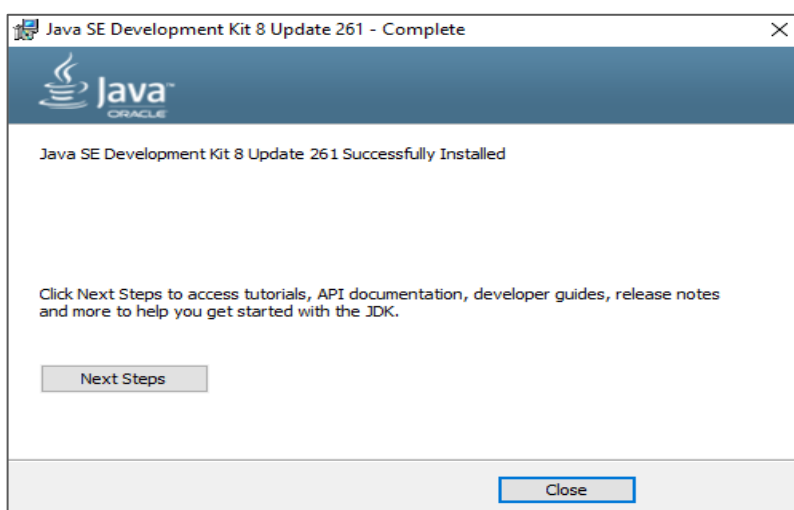 Java SE Development Kit 8 Update 261 - Complete
Java™
ORACLE
Java SE Development Kit 8 Update 261 Successfully Installed
Click Next Steps to access tutorials, API documentation, developer guides, release notes
and more to help you get started with the JDK.
Next Steps
Close